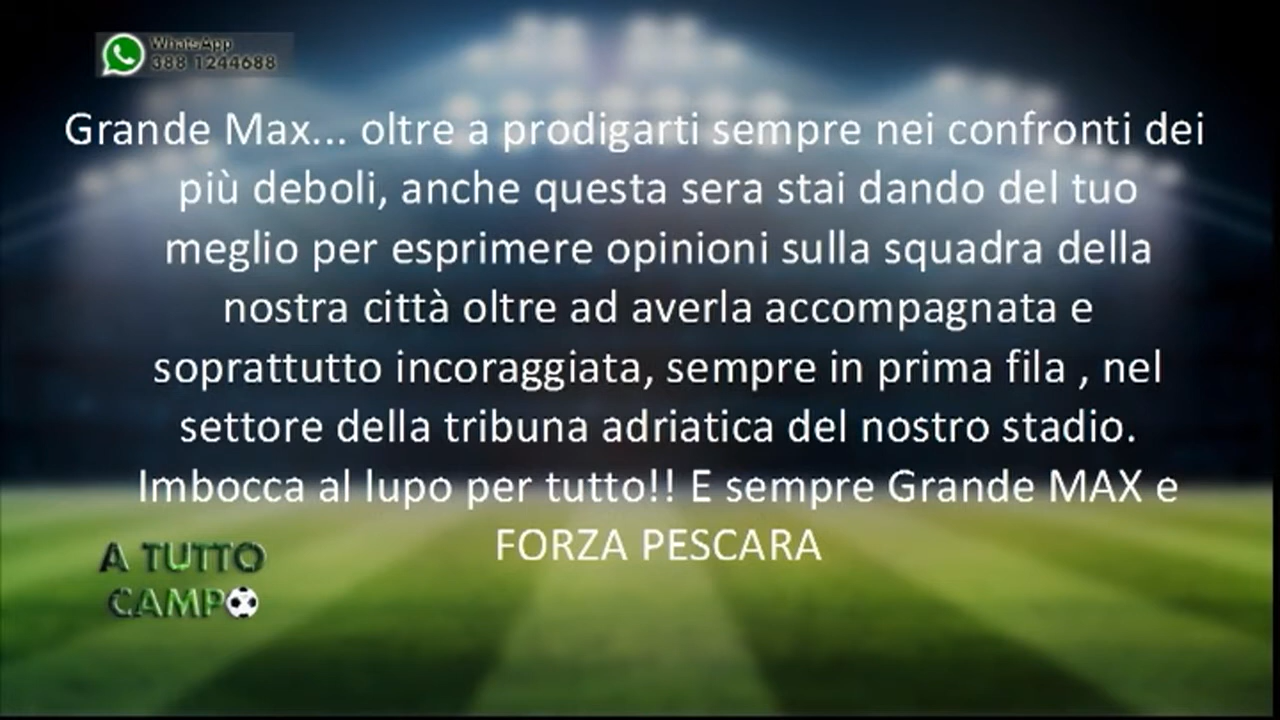 WhatsApp
388 1244688
Grande Max... oltre a prodigarti sempre nei confronti dei
più deboli, anche questa sera stai dando del tuo
meglio per esprimere opinioni sulla squadra della
nostra città oltre ad averla accompagnata e
soprattutto incoraggiata, sempre in prima fila , nel
settore della tribuna adriatica del nostro stadio.
Imbocca al lupo per tutto!! E sempre Grande MAX e
FORZA PESCARA
A TUTTO
CAMPO